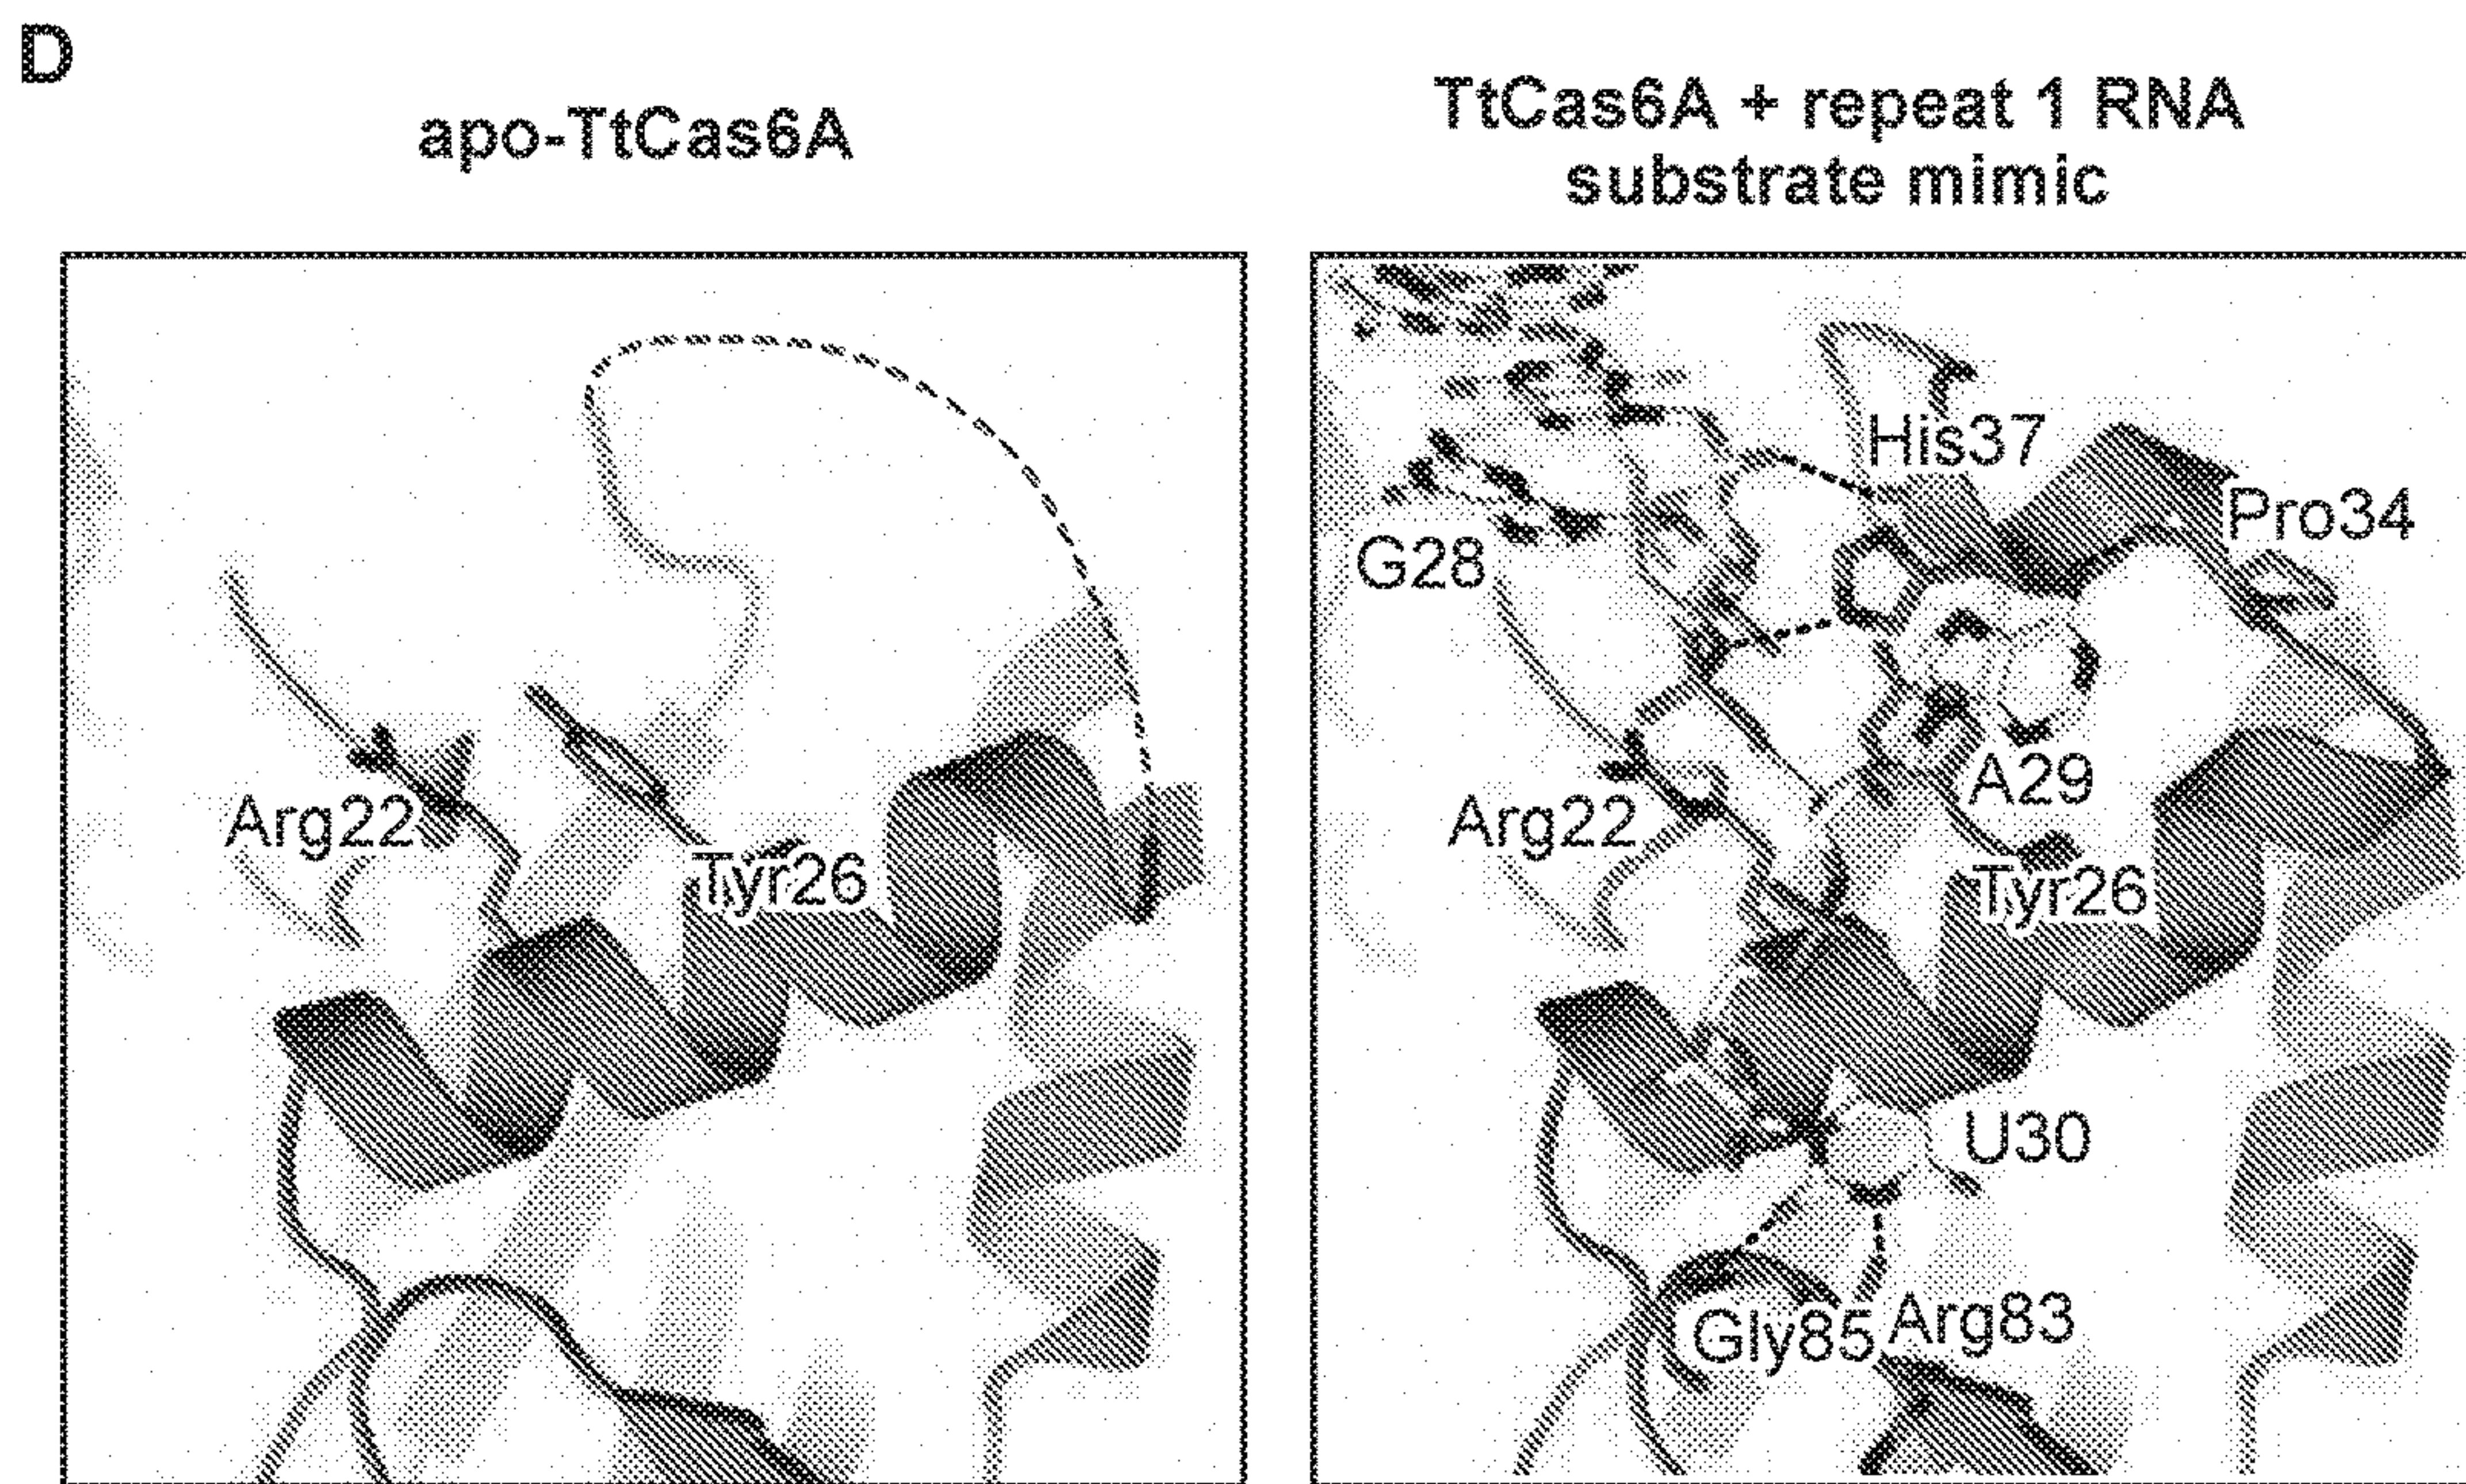 D
apo-TtCas6A
TtCas6A + repeat 1 RNA
substrate mimic
Arg22
Tyr26
His37
Pro34
G28
A29
Arg22
Tyr26
U30
Gly85
Arg83